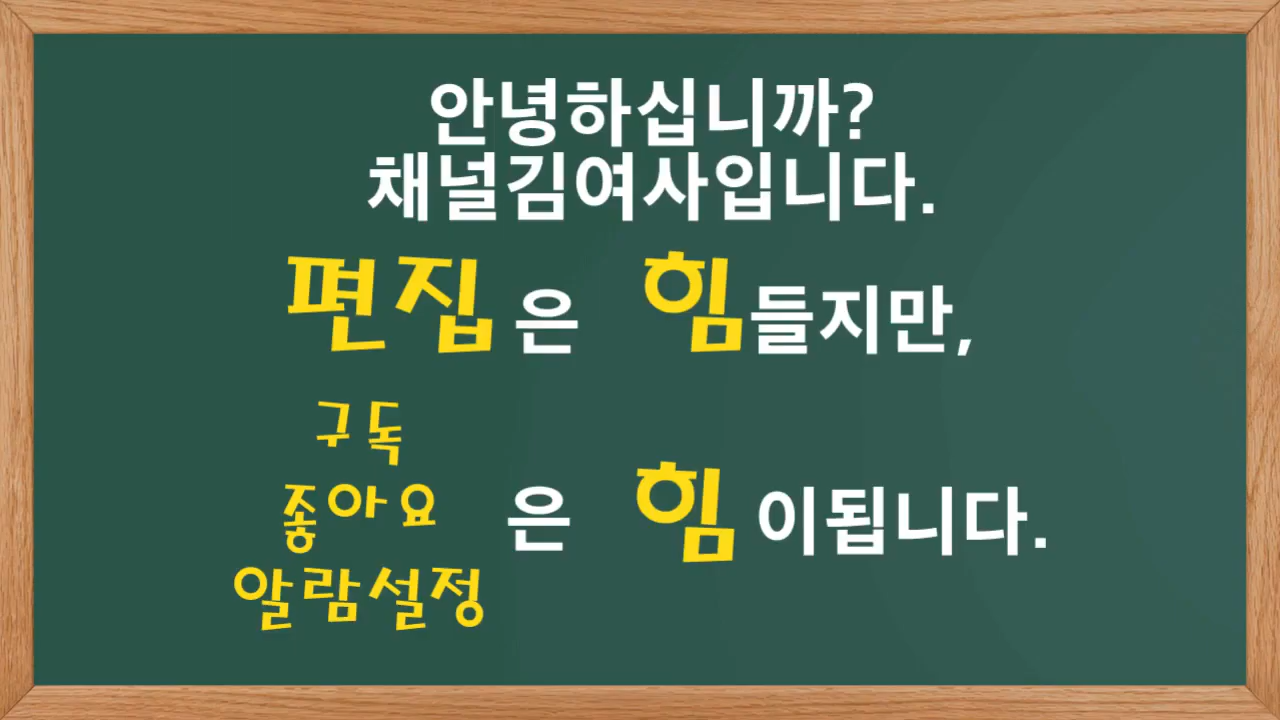 안녕하십니까?
채널김여사입니다.
편집은 힘들지만,
구독
좋아요
알람설정
은 힘이됩니다.